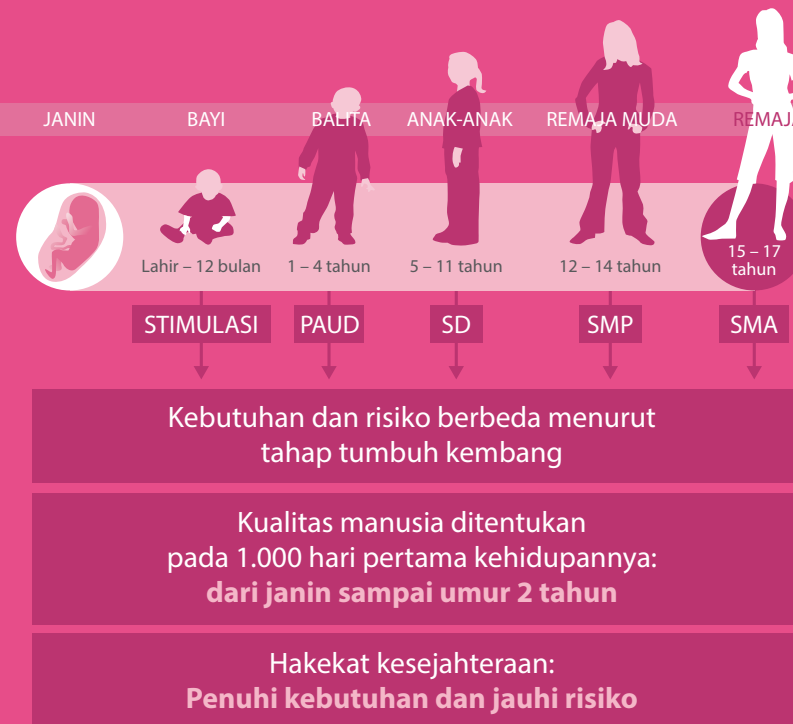 JANIN BAYI BALITA ANAK-ANAK REMAJA MUDA REMAJA
Lahir – 12 bulan 1 – 4 tahun 5 – 11 tahun 12 – 14 tahun 15 – 17
tahun
STIMULASI PAUD SD SMP SMA
Kebutuhan dan risiko berbeda menurut
tahap tumbuh kembang
Kualitas manusia ditentukan
pada 1.000 hari pertama kehidupannya:
dari janin sampai umur 2 tahun
Hakekat kesejahteraan:
Penuhi kebutuhan dan jauhi risiko